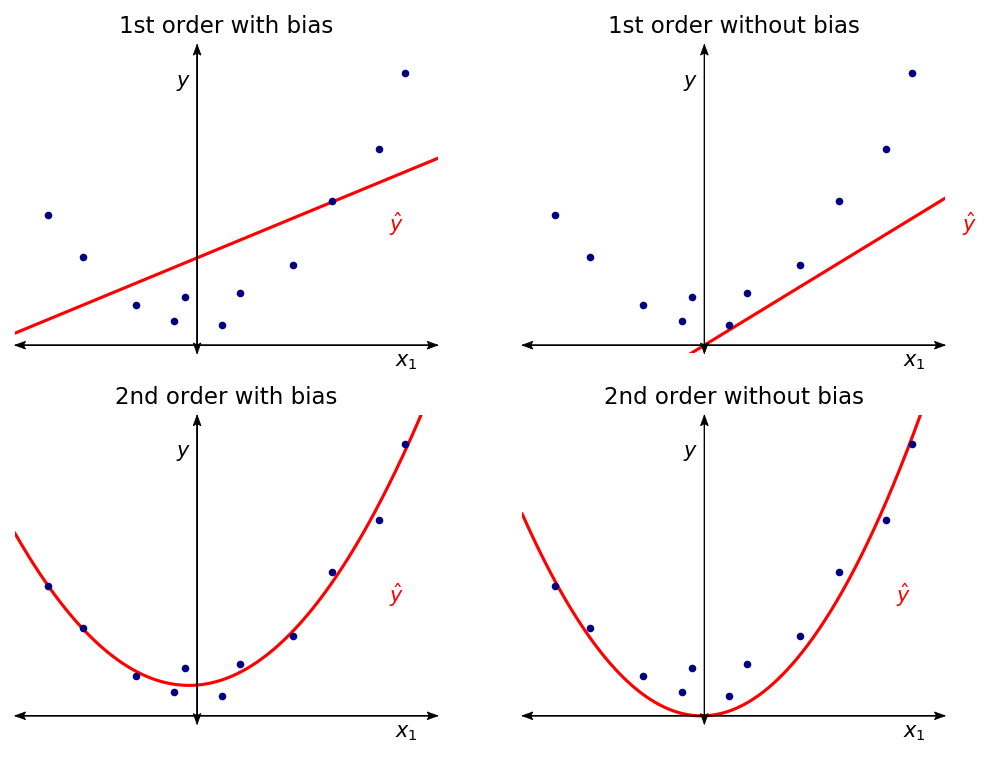 1st order with bias
y
ŷ
x₁
1st order without bias
y
ŷ
x₁
2nd order with bias
y
ŷ
x₁
2nd order without bias
y
ŷ
x₁